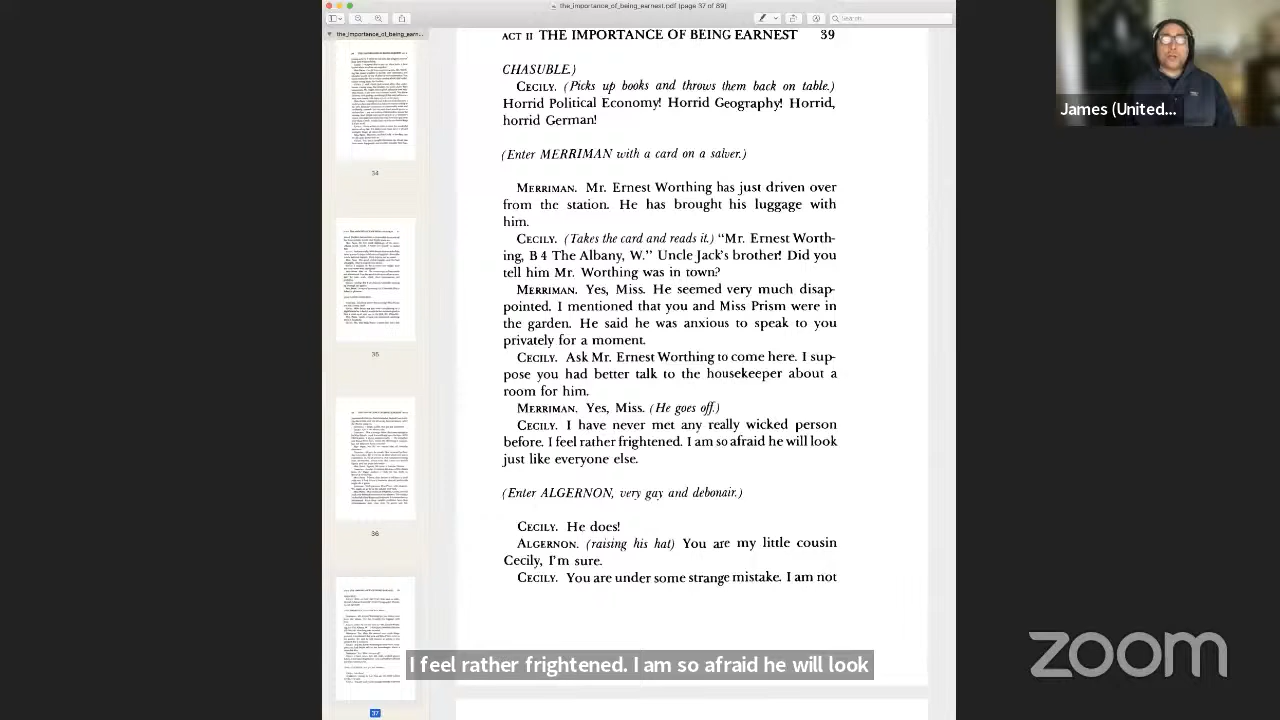 the_importance_of_being_earnest.pdf (page 37 of 89)
Search
the_importance_of_being_earn...
34
35
36
37
ACT II THE IMPORTANCE OF BEING EARNEST 39
(Exit down
CECILY. (Picks up books and throws them back on table.)
Horrid Political Economy! Horrid Geography! Horrid,
horrid German!
(Enter MERRIMAN with a card on a salver.)
MERRIMAN. Mr. Ernest Worthing has just driven over
from the station. He has brought his luggage with
him.
CECILY. (Takes the card and reads it.) "Mr. Ernest Wor-
thing, B. 4, The Albany, W." Uncle Jack's brother! Did
you tell him Mr. Worthing was in town?
MERRIMAN. Yes, Miss. He seemed very much disap-
pointed. I mentioned that you and Miss Prism were in
the garden. He said he was anxious to speak to you
privately for a moment.
CECILY. Ask Mr. Ernest Worthing to come here. I sup-
pose you had better talk to the housekeeper about a
room for him.
MERRIMAN. Yes, Miss. (He goes off.)
CECILY. I have never met any really wicked person
before. I feel rather frightened. I am so afraid he will look
just like everyone else.
(Enter ALGERNON, very gay and debonair.)
CECILY. He does!
ALGERNON. (raising his hat) You are my little cousin
Cecily, I'm sure.
CECILY. You are under some strange mistake. I am not
I feel rather frightened. I am so afraid he will look
James (United...
zoom